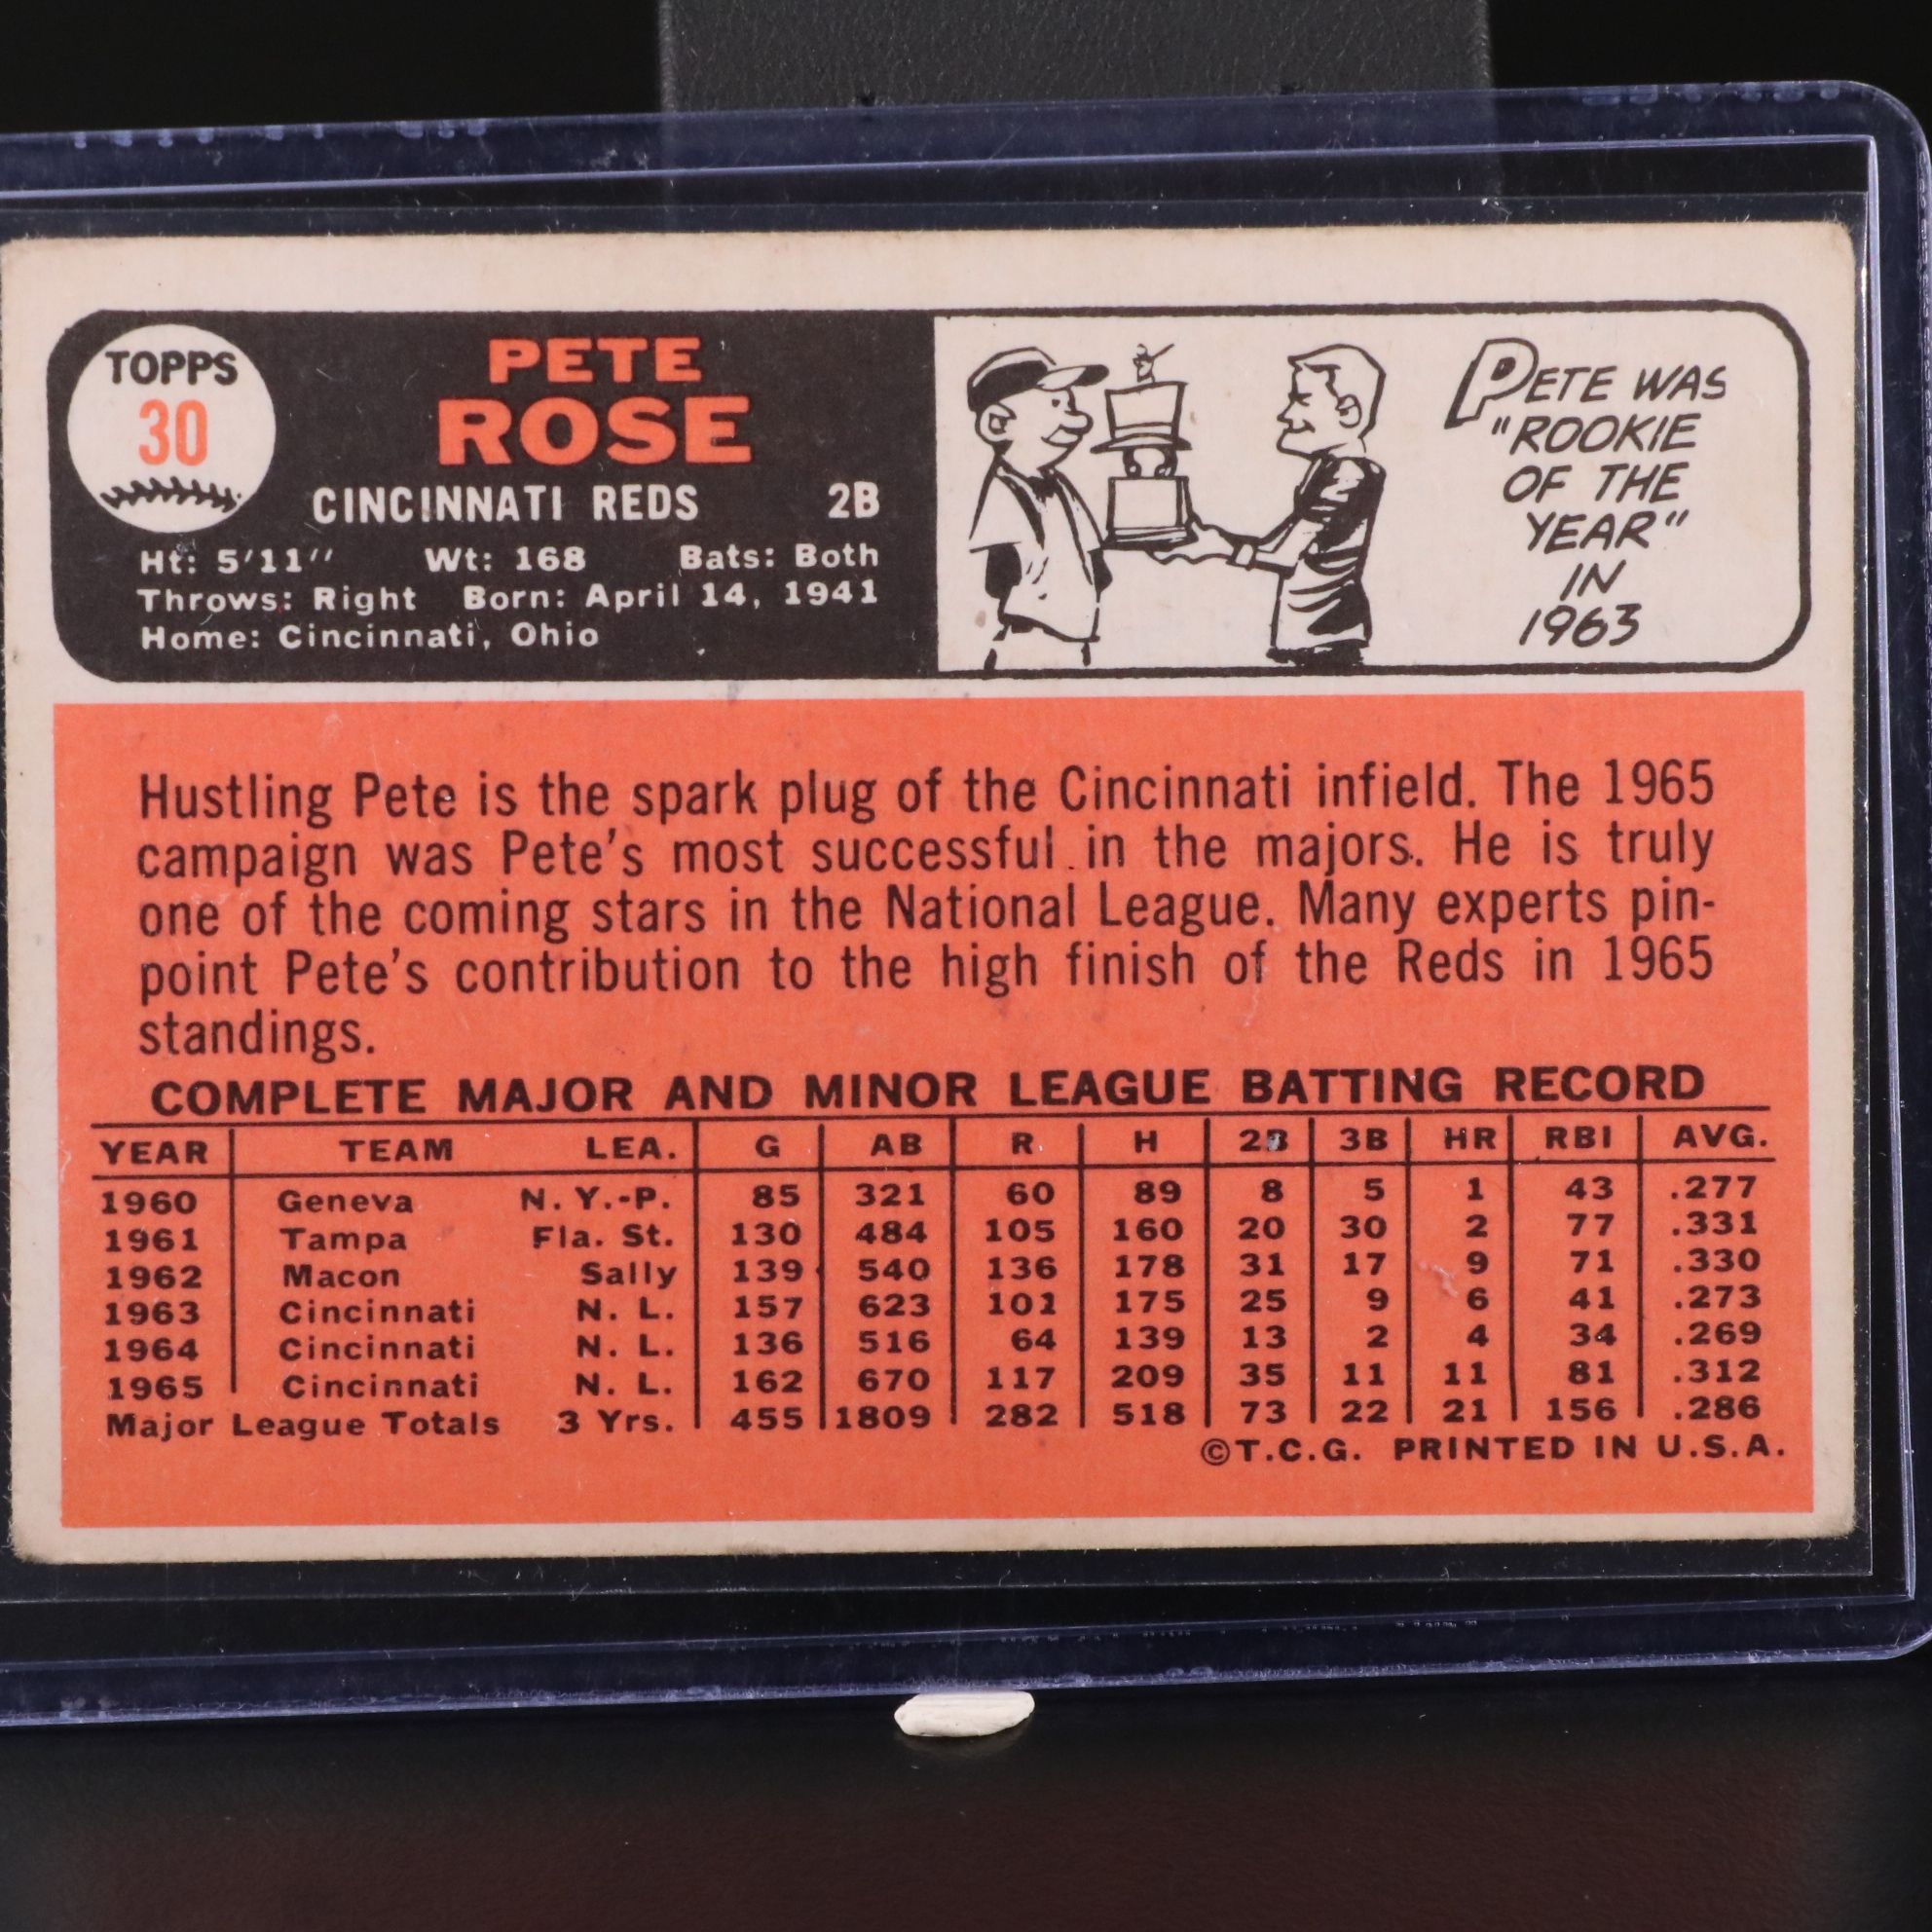 TOPPS
30
PETE
ROSE
CINCINNATI REDS 2B
Ht: 5'11" Wt: 168 Bats: Both
Throws: Right Born: April 14, 1941
Home: Cincinnati, Ohio
PETE WAS
"ROOKIE
OF THE
YEAR"
IN
1963
Hustling Pete is the spark plug of the Cincinnati infield. The 1965
campaign was Pete's most successful in the majors. He is truly
one of the coming stars in the National League. Many experts pin-
point Pete's contribution to the high finish of the Reds in 1965
standings.
COMPLETE MAJOR AND MINOR LEAGUE BATTING RECORD
YEAR TEAM LEA. G AB R H 2B 3B HR RBI AVG.
1960 Geneva N. Y.-P. 85 321 60 89 8 5 1 43 .277
1961 Tampa Fla. St. 130 484 105 160 20 30 2 77 .331
1962 Macon Sally 139 540 136 178 31 17 9 71 .330
1963 Cincinnati N. L. 157 623 101 175 25 9 6 41 .273
1964 Cincinnati N. L. 136 516 64 139 13 2 4 34 .269
1965 Cincinnati N. L. 162 670 117 209 35 11 11 81 .312
Major League Totals 3 Yrs. 455 1809 282 518 73 22 21 156 .286
©T.C.G. PRINTED IN U.S.A.